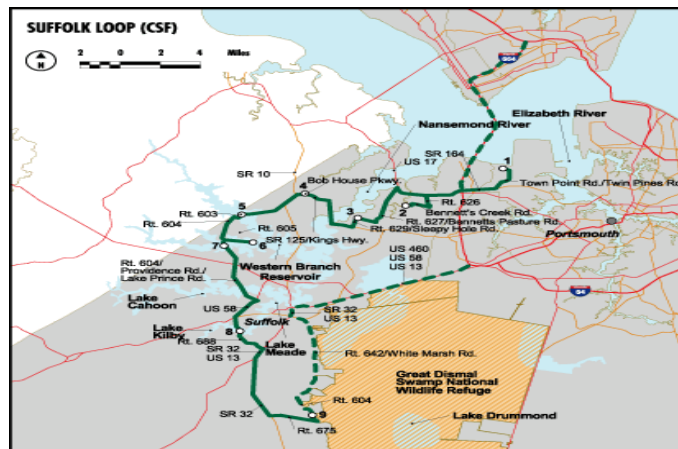 SUFFOLK LOOP (CSF)
N
2 0 2 4 Miles
664
Elizabeth River
Nansemond River
SR 164
US 17
1
SR 10
4
Bob House Pkwy.
Town Point Rd./Twin Pines Rd.
Rt. 626
2
Bennett's Creek Rd.
Rt. 603
5
3
Rt. 627/Bennetts Pasture Rd.
Rt. 629/Sleepy Hole Rd.
Rt. 604
Rt. 605
Portsmouth
7
6
SR 125/Kings Hwy.
US 460
US 58
US 13
Rt. 604/
Providence Rd./
Lake Prince Rd.
Western Branch
Reservoir
64
Lake
Cahoon
US 58
SR 32
US 13
Suffolk
Lake
Kilby
8
Rt. 688
Lake
Meade
SR 32
US 13
Rt. 642/White Marsh Rd.
Great Dismal
Swamp National
Wildlife Refuge
Rt. 604
SR 32
9
Lake Drummond
Rt. 675